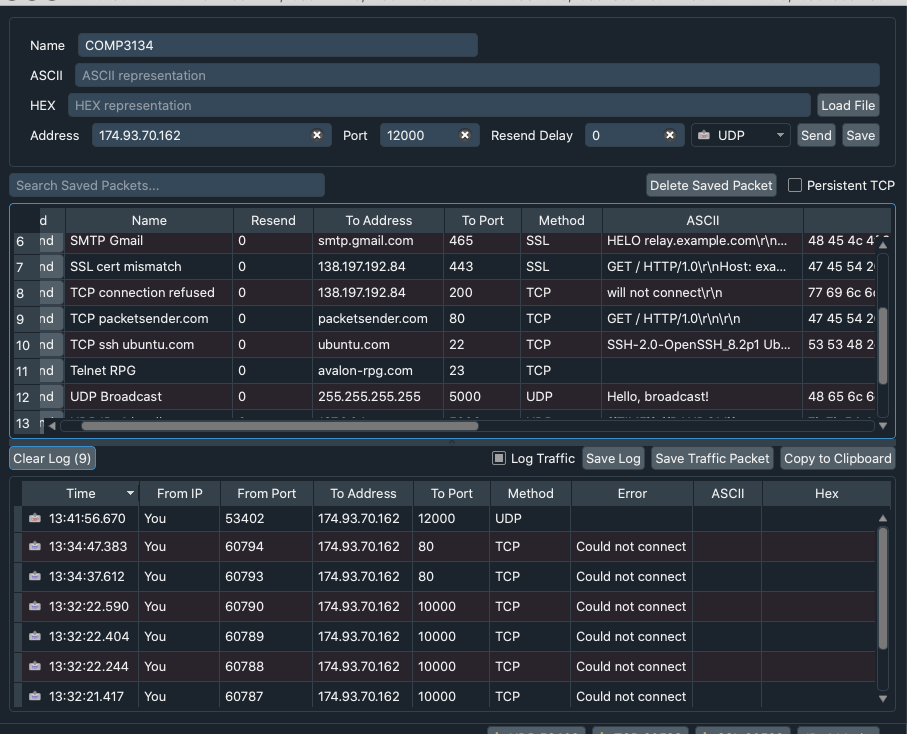 Name COMP3134
ASCII ASCII representation
HEX HEX representation Load File
Address 174.93.70.162 Port 12000 Resend Delay 0 UDP Send Save
Search Saved Packets... Delete Saved Packet Persistent TCP
d Name Resend To Address To Port Method ASCII
6 nd SMTP Gmail 0 smtp.gmail.com 465 SSL HELO relay.example.com\r\n... 48 45 4c
7 nd SSL cert mismatch 0 138.197.192.84 443 SSL GET / HTTP/1.0\r\nHost: exa... 47 45 54 2
8 nd TCP connection refused 0 138.197.192.84 200 TCP will not connect\r\n 77 69 6c 6
9 nd TCP packetsender.com 0 packetsender.com 80 TCP GET / HTTP/1.0\r\n\r\n 47 45 54 2
10 nd TCP ssh ubuntu.com 0 ubuntu.com 22 TCP SSH-2.0-OpenSSH_8.2p1 Ub... 53 53 48 2
11 nd Telnet RPG 0 avalon-rpg.com 23 TCP
12 nd UDP Broadcast 0 255.255.255.255 5000 UDP Hello, broadcast! 48 65 6c 6
13
Clear Log (9) Log Traffic Save Log Save Traffic Packet Copy to Clipboard
Time From IP From Port To Address To Port Method Error ASCII Hex
13:41:56.670 You 53402 174.93.70.162 12000 UDP
13:34:47.383 You 60794 174.93.70.162 80 TCP Could not connect
13:34:37.612 You 60793 174.93.70.162 80 TCP Could not connect
13:32:22.590 You 60790 174.93.70.162 10000 TCP Could not connect
13:32:22.404 You 60789 174.93.70.162 10000 TCP Could not connect
13:32:22.244 You 60788 174.93.70.162 10000 TCP Could not connect
13:32:21.417 You 60787 174.93.70.162 10000 TCP Could not connect